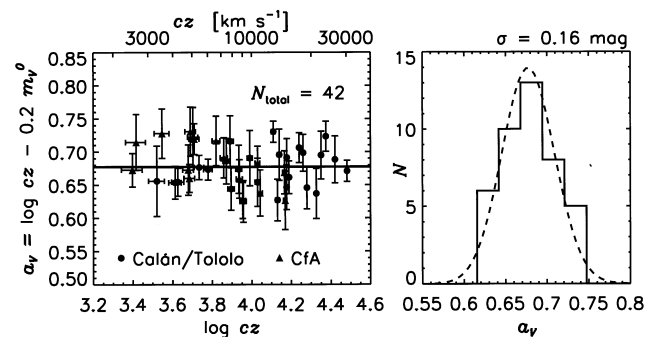 cz [km s⁻¹]
3000 10000 30000
N_total = 42
a_V = log cz − 0.2 m_V⁰
0.85
0.80
0.75
0.70
0.65
0.60
0.55
0.50
Calán/Tololo CfA
3.2 3.4 3.6 3.8 4.0 4.2 4.4 4.6
log cz
σ = 0.16 mag
N
15
10
5
0
0.55 0.6 0.65 0.7 0.75 0.8
a_V